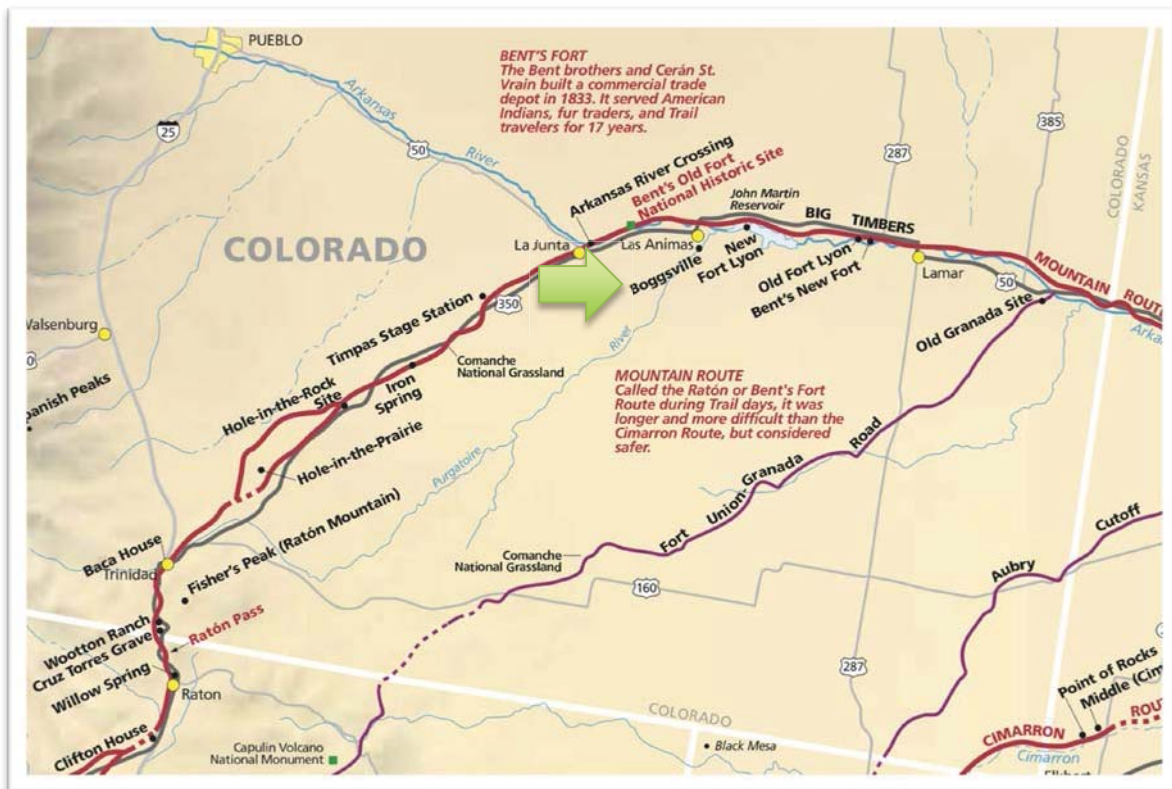 PUEBLO
BENT'S FORT
The Bent brothers and Cerán St.
Vrain built a commercial trade
depot in 1833. It served American
Indians, fur traders, and Trail
travelers for 17 years.
Arkansas
River
25
50
385
287
COLORADO
KANSAS
Arkansas River Crossing
Bent's Old Fort
National Historic Site
John Martin
Reservoir
BIG TIMBERS
COLORADO
La Junta
Las Animas
Boggsville
New
Fort Lyon
Old Fort Lyon
Bent's New Fort
Lamar
50
MOUNTAIN
Old Granada Site
350
Timpas Stage Station
Comanche
National Grassland
River
Purgatoire
MOUNTAIN ROUTE
Called the Ratón or Bent's Fort
Route during Trail days, it was
longer and more difficult than the
Cimarron Route, but considered
safer.
Hole-in-the-Rock
Site
Iron
Spring
Hole-in-the-Prairie
Fort Union-Granada Road
Comanche
National Grassland
160
Aubry Cutoff
Baca House
Trinidad
Fisher's Peak (Ratón Mountain)
Wootton Ranch
Cruz Torres Grave
Ratón Pass
Willow Spring
Raton
Clifton House
287
COLORADO
Capulin Volcano
National Monument
Black Mesa
Point of Rocks
Middle
CIMARRON
Cimarron